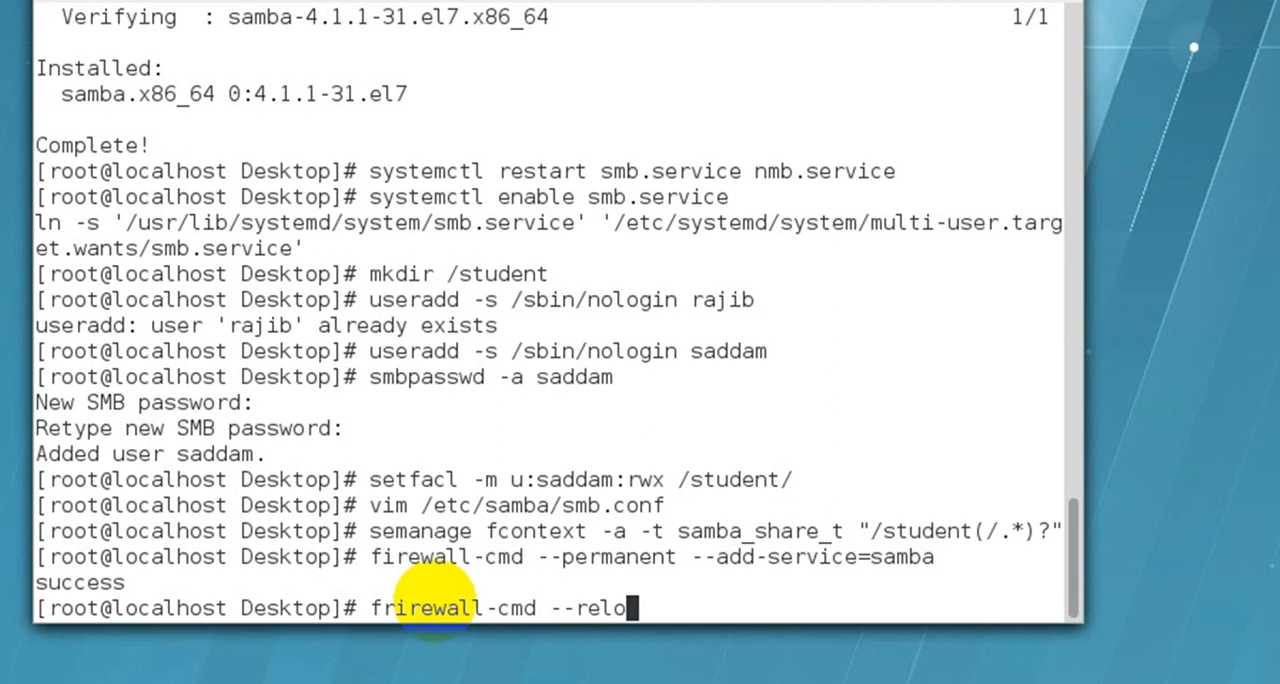 Verifying : samba-4.1.1-31.el7.x86_64 1/1
Installed:
samba.x86_64 0:4.1.1-31.el7
Complete!
[root@localhost Desktop]# systemctl restart smb.service nmb.service
[root@localhost Desktop]# systemctl enable smb.service
ln -s '/usr/lib/systemd/system/smb.service' '/etc/systemd/system/multi-user.targ
et.wants/smb.service'
[root@localhost Desktop]# mkdir /student
[root@localhost Desktop]# useradd -s /sbin/nologin rajib
useradd: user 'rajib' already exists
[root@localhost Desktop]# useradd -s /sbin/nologin saddam
[root@localhost Desktop]# smbpasswd -a saddam
New SMB password:
Retype new SMB password:
Added user saddam.
[root@localhost Desktop]# setfacl -m u:saddam:rwx /student/
[root@localhost Desktop]# vim /etc/samba/smb.conf
[root@localhost Desktop]# semanage fcontext -a -t samba_share_t "/student(/.*)?"
[root@localhost Desktop]# firewall-cmd --permanent --add-service=samba
success
[root@localhost Desktop]# frirewall-cmd --relo